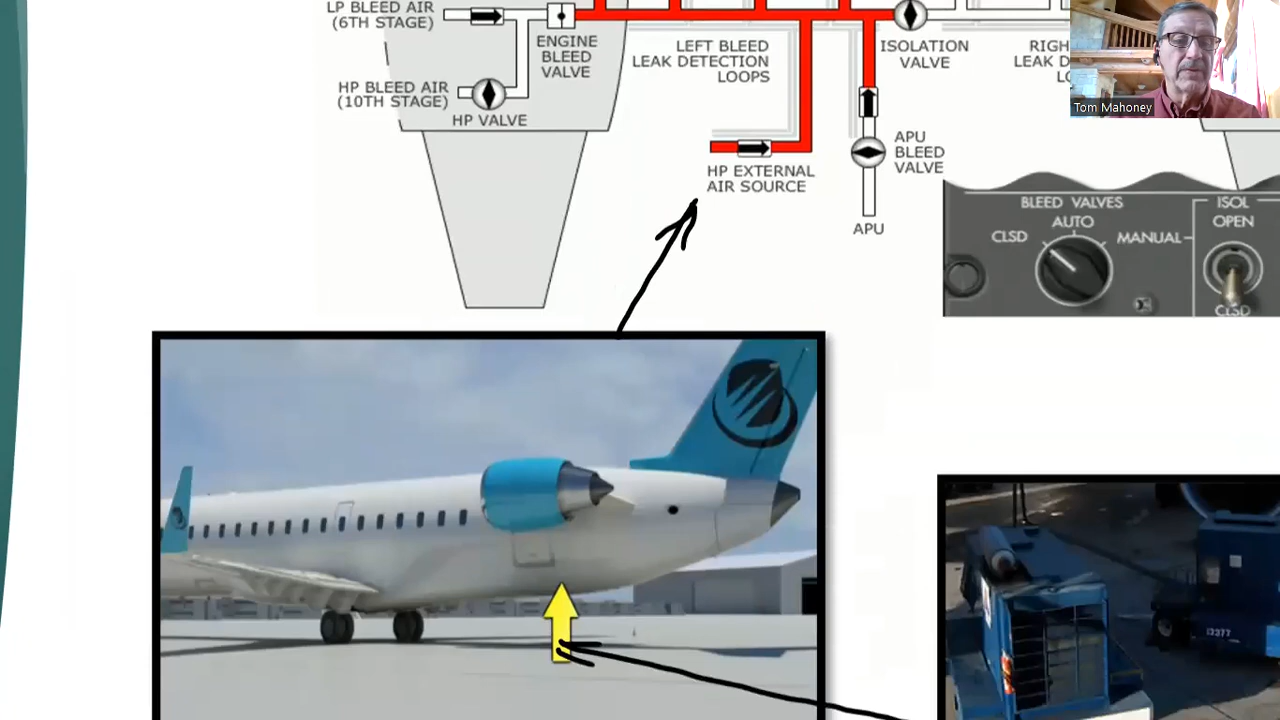 LP BLEED AIR
(6TH STAGE)
ENGINE
BLEED
VALVE
HP BLEED AIR
(10TH STAGE)
HP VALVE
LEFT BLEED
LEAK DETECTION
LOOPS
ISOLATION
VALVE
HP EXTERNAL
AIR SOURCE
APU
BLEED
VALVE
APU
Tom Mahoney
BLEED VALVES
CLSD
AUTO
MANUAL
ISOL
OPEN
CLSD